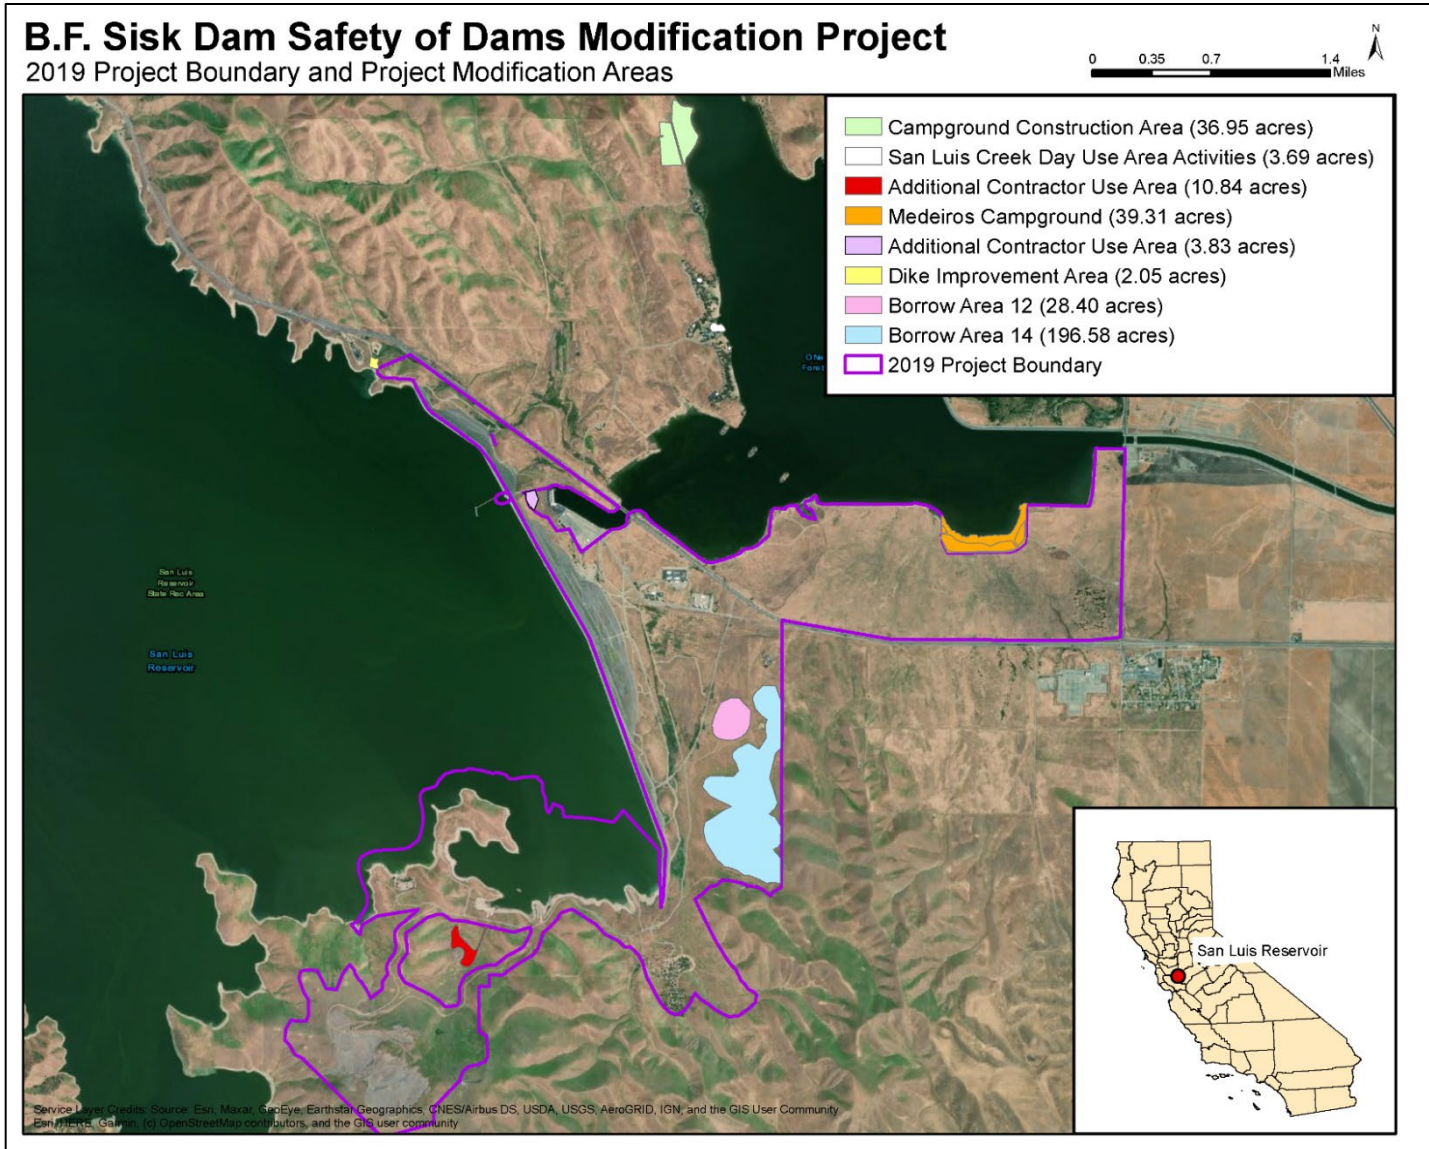 B.F. Sisk Dam Safety of Dams Modification Project
2019 Project Boundary and Project Modification Areas
N
0 0.35 0.7 1.4
Miles
Campground Construction Area (36.95 acres)
San Luis Creek Day Use Area Activities (3.69 acres)
Additional Contractor Use Area (10.84 acres)
Medeiros Campground (39.31 acres)
Additional Contractor Use Area (3.83 acres)
Dike Improvement Area (2.05 acres)
Borrow Area 12 (28.40 acres)
Borrow Area 14 (196.58 acres)
2019 Project Boundary
San Luis
Reservoir
State Rec Area
San Luis
Reservoir
San Luis Reservoir
Service Layer Credits: Source: Esri, Maxar, GeoEye, Earthstar Geographics, CNES/Airbus DS, USDA, USGS, AeroGRID, IGN, and the GIS User Community
Esri, HERE, Garmin, (c) OpenStreetMap contributors, and the GIS user community